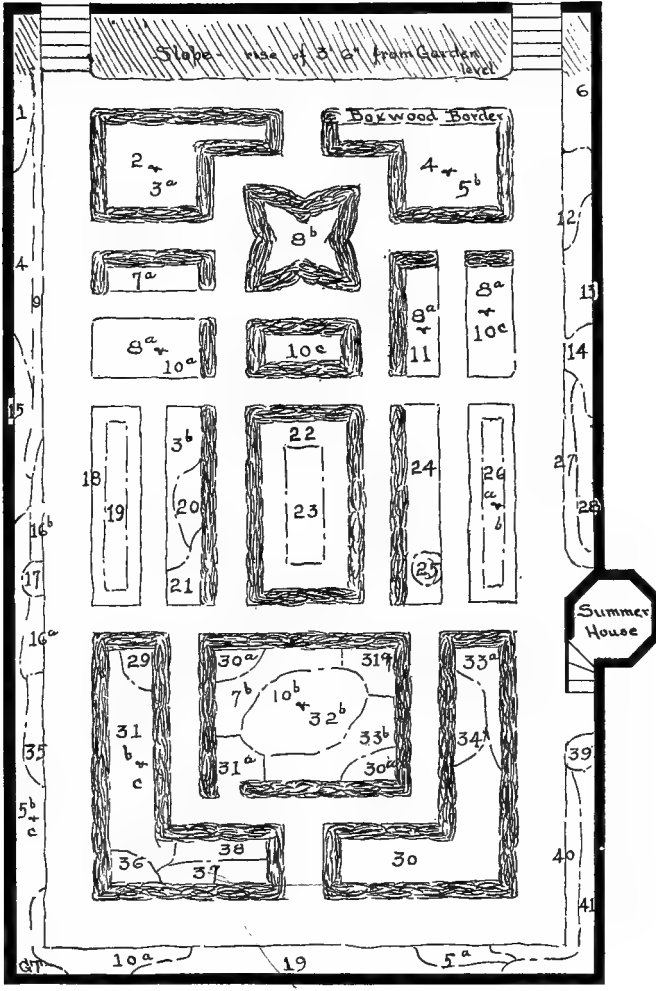 Slope - rise of 3' 6" from Garden
level
6
1
Boxwood Border
2 &
3a
4 &
5b
12
8b
4
7a
9
8a
&
11
8a
&
10c
13
8a &
10a
10c
14
15
3b
22
18
24
26
a &
b
27
19
20
23
28
16b
21
25
17
Summer
House
16a
29
30a
31a
33a
7b
10b
&
32b
31
b &
c
33b
34
35
31a
30a
39
5b
&
c
38
36
37
30
40
41
10a
19
5a